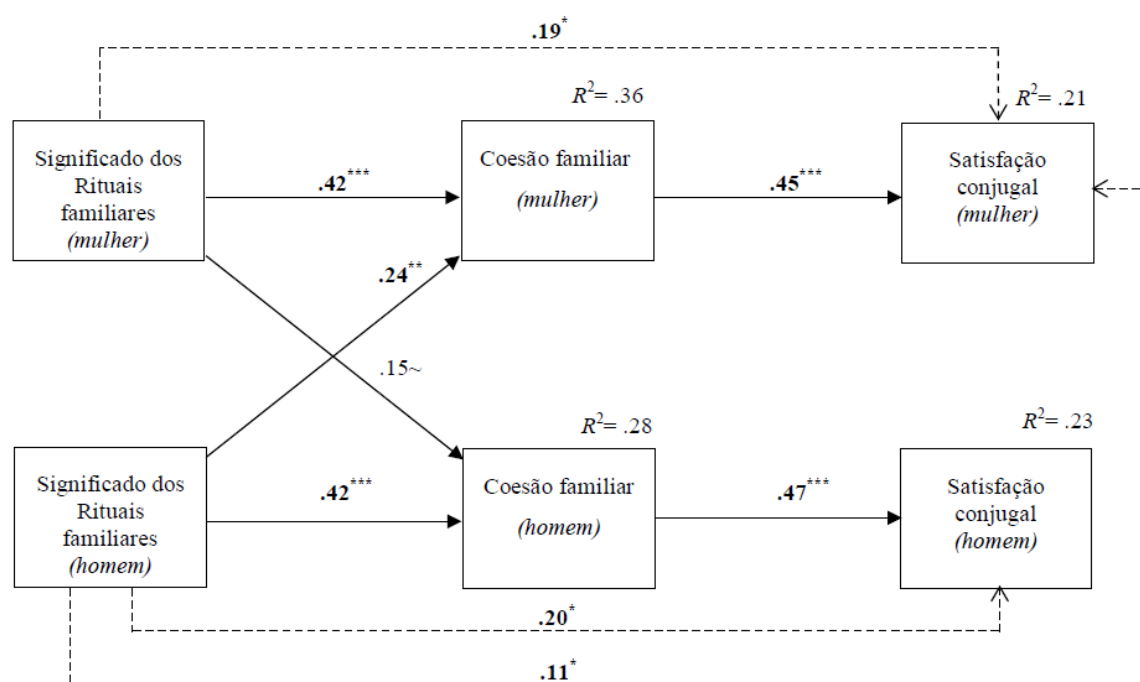 .19*
R²= .36
R²= .21
Significado dos
Rituais
familiares
(mulher)
.42***
Coesão familiar
(mulher)
.45***
Satisfação
conjugal
(mulher)
.24**
.15~
R²= .28
R²= .23
Significado dos
Rituais
familiares
(homem)
.42***
Coesão familiar
(homem)
.47***
Satisfação
conjugal
(homem)
.20*
.11*